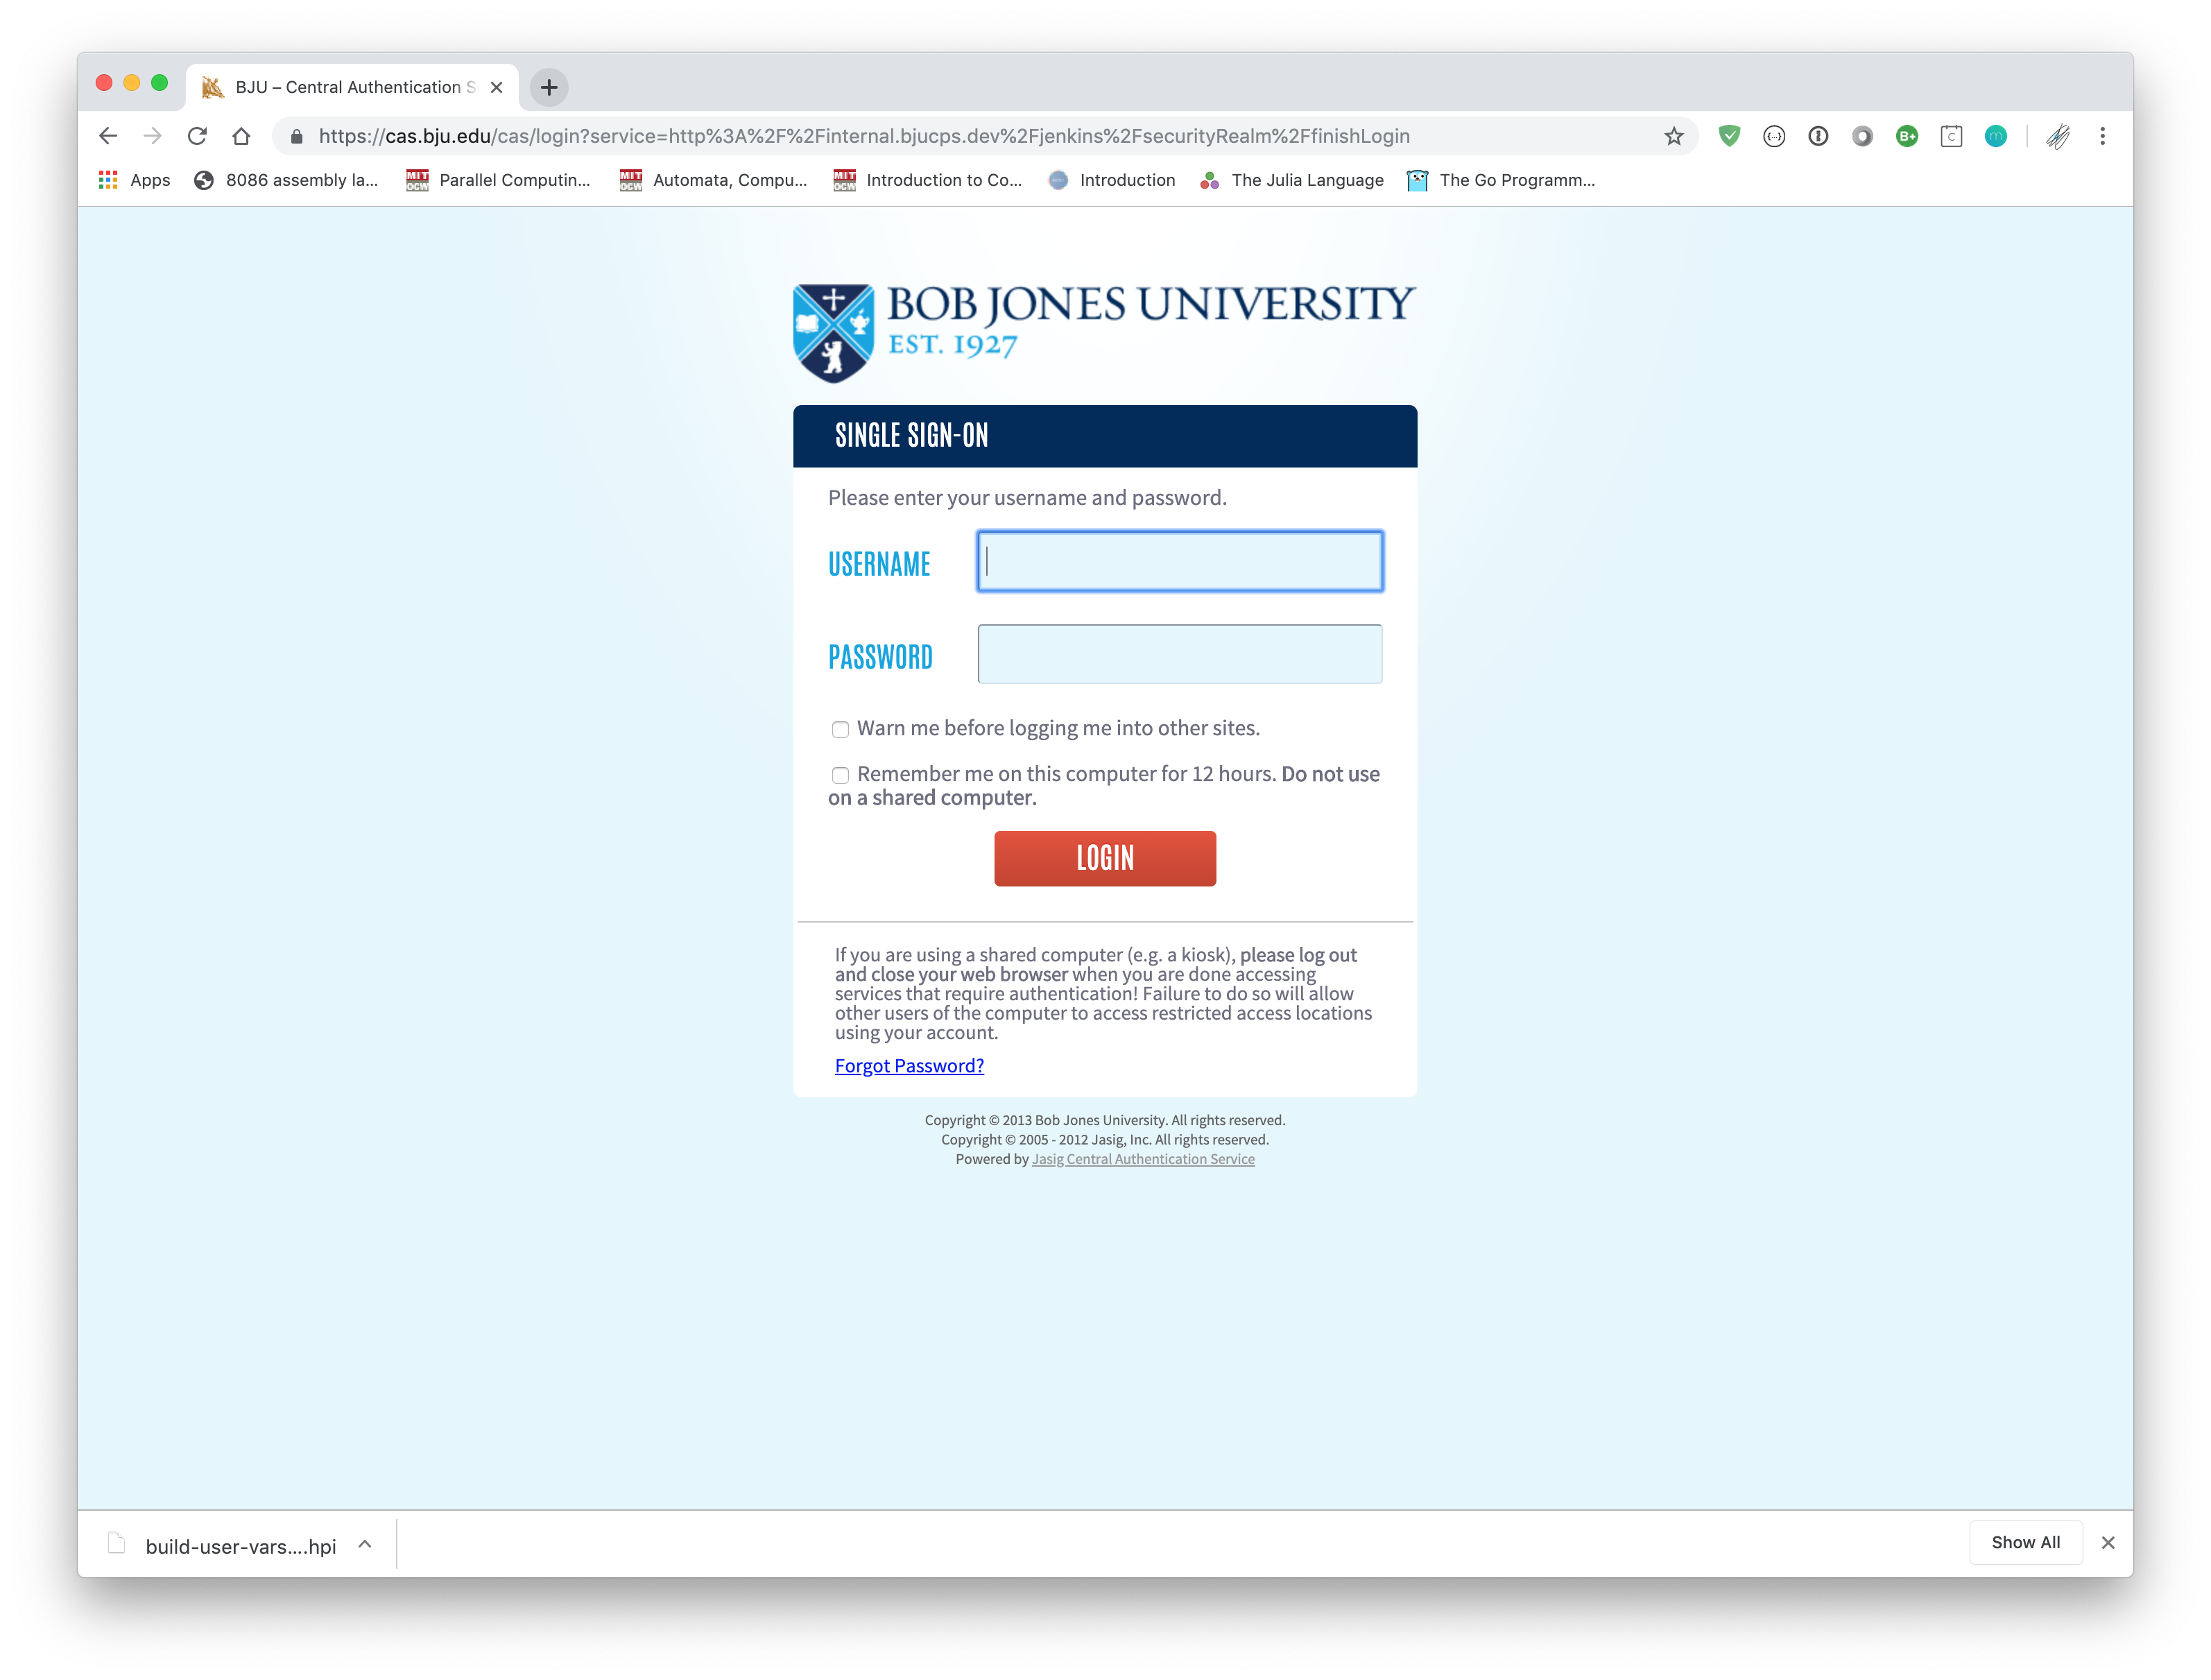 BJU – Central Authentication S
https://cas.bju.edu/cas/login?service=http%3A%2F%2Finternal.bjucps.dev%2Fjenkins%2FsecurityRealm%2FfinishLogin
Apps 8086 assembly la... Parallel Computin... Automata, Compu... Introduction to Co... Introduction The Julia Language The Go Programm...
BOB JONES UNIVERSITY
EST. 1927
SINGLE SIGN-ON
Please enter your username and password.
USERNAME
PASSWORD
Warn me before logging me into other sites.
Remember me on this computer for 12 hours. Do not use
on a shared computer.
LOGIN
If you are using a shared computer (e.g. a kiosk), please log out
and close your web browser when you are done accessing
services that require authentication! Failure to do so will allow
other users of the computer to access restricted access locations
using your account.
Forgot Password?
Copyright © 2013 Bob Jones University. All rights reserved.
Copyright © 2005 - 2012 Jasig, Inc. All rights reserved.
Powered by Jasig Central Authentication Service
build-user-vars....hpi
Show All